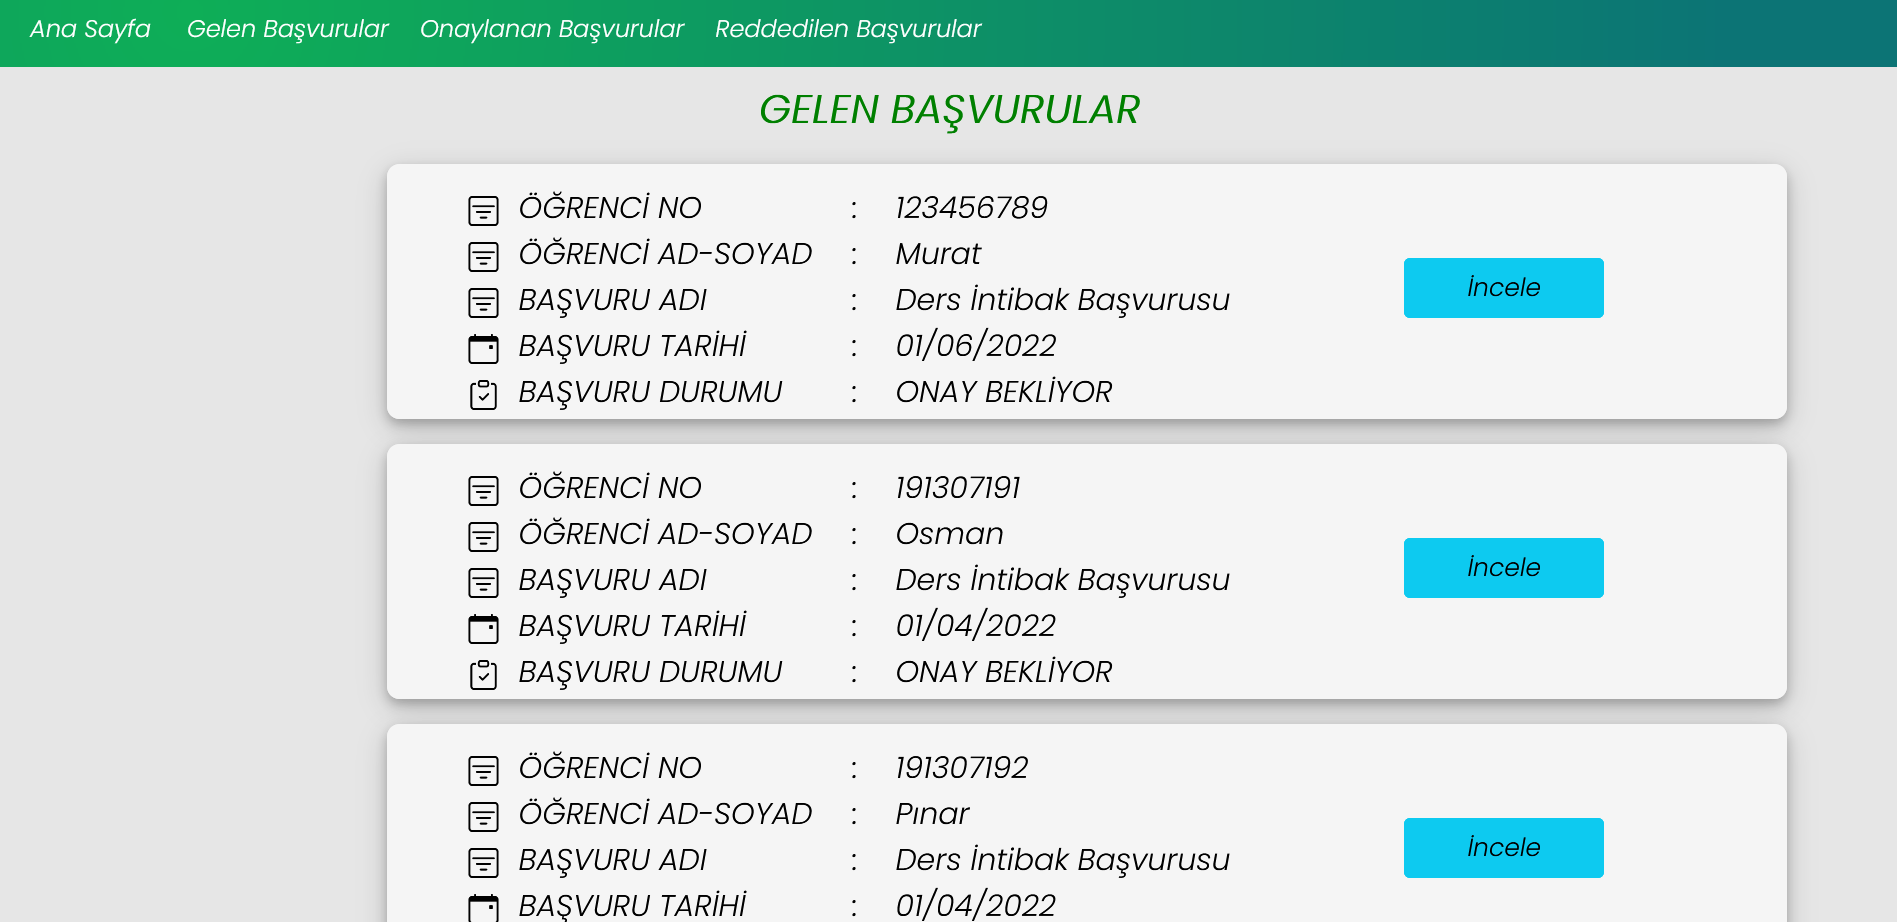 Ana Sayfa Gelen Başvurular Onaylanan Başvurular Reddedilen Başvurular
GELEN BAŞVURULAR
ÖĞRENCİ NO : 123456789
ÖĞRENCİ AD-SOYAD : Murat
BAŞVURU ADI : Ders İntibak Başvurusu
BAŞVURU TARİHİ : 01/06/2022
BAŞVURU DURUMU : ONAY BEKLİYOR
İncele
ÖĞRENCİ NO : 191307191
ÖĞRENCİ AD-SOYAD : Osman
BAŞVURU ADI : Ders İntibak Başvurusu
BAŞVURU TARİHİ : 01/04/2022
BAŞVURU DURUMU : ONAY BEKLİYOR
İncele
ÖĞRENCİ NO : 191307192
ÖĞRENCİ AD-SOYAD : Pınar
BAŞVURU ADI : Ders İntibak Başvurusu
BAŞVURU TARİHİ : 01/04/2022
İncele